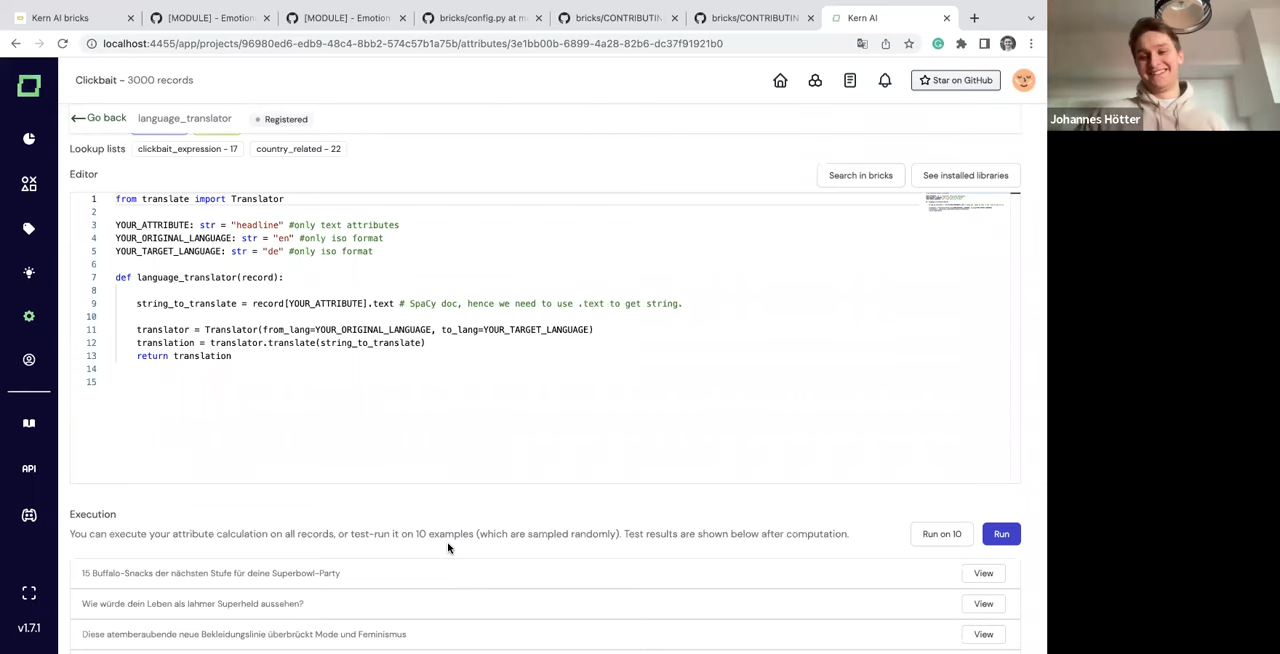 Kern AI bricks
[MODULE] - Emotiona
[MODULE] - Emotion
bricks/config.py at m
bricks/CONTRIBUTIN
bricks/CONTRIBUTIN
Kern AI
localhost:4455/app/projects/96980ed6-edb9-48c4-8bb2-574c57b1a75b/attributes/3e1bb00b-6899-4a28-82b6-dc37f91921b0
Clickbait - 3000 records
Star on GitHub
Go back
language_translator
Registered
Lookup lists
clickbait_expression - 17
country_related - 22
Editor
Search in bricks
See installed libraries
1 from translate import Translator
2
3 YOUR_ATTRIBUTE: str = "headline" #only text attributes
4 YOUR_ORIGINAL_LANGUAGE: str = "en" #only iso format
5 YOUR_TARGET_LANGUAGE: str = "de" #only iso format
6
7 def language_translator(record):
8
9 string_to_translate = record[YOUR_ATTRIBUTE].text # SpaCy doc, hence we need to use .text to get string.
10
11 translator = Translator(from_lang=YOUR_ORIGINAL_LANGUAGE, to_lang=YOUR_TARGET_LANGUAGE)
12 translation = translator.translate(string_to_translate)
13 return translation
14
15
Execution
You can execute your attribute calculation on all records, or test-run it on 10 examples (which are sampled randomly). Test results are shown below after computation.
Run on 10
Run
15 Buffalo-Snacks der nächsten Stufe für deine Superbowl-Party
View
Wie würde dein Leben als lahmer Superheld aussehen?
View
Diese atemberaubende neue Bekleidungslinie überbrückt Mode und Feminismus
View
API
v1.7.1
Johannes Hötter